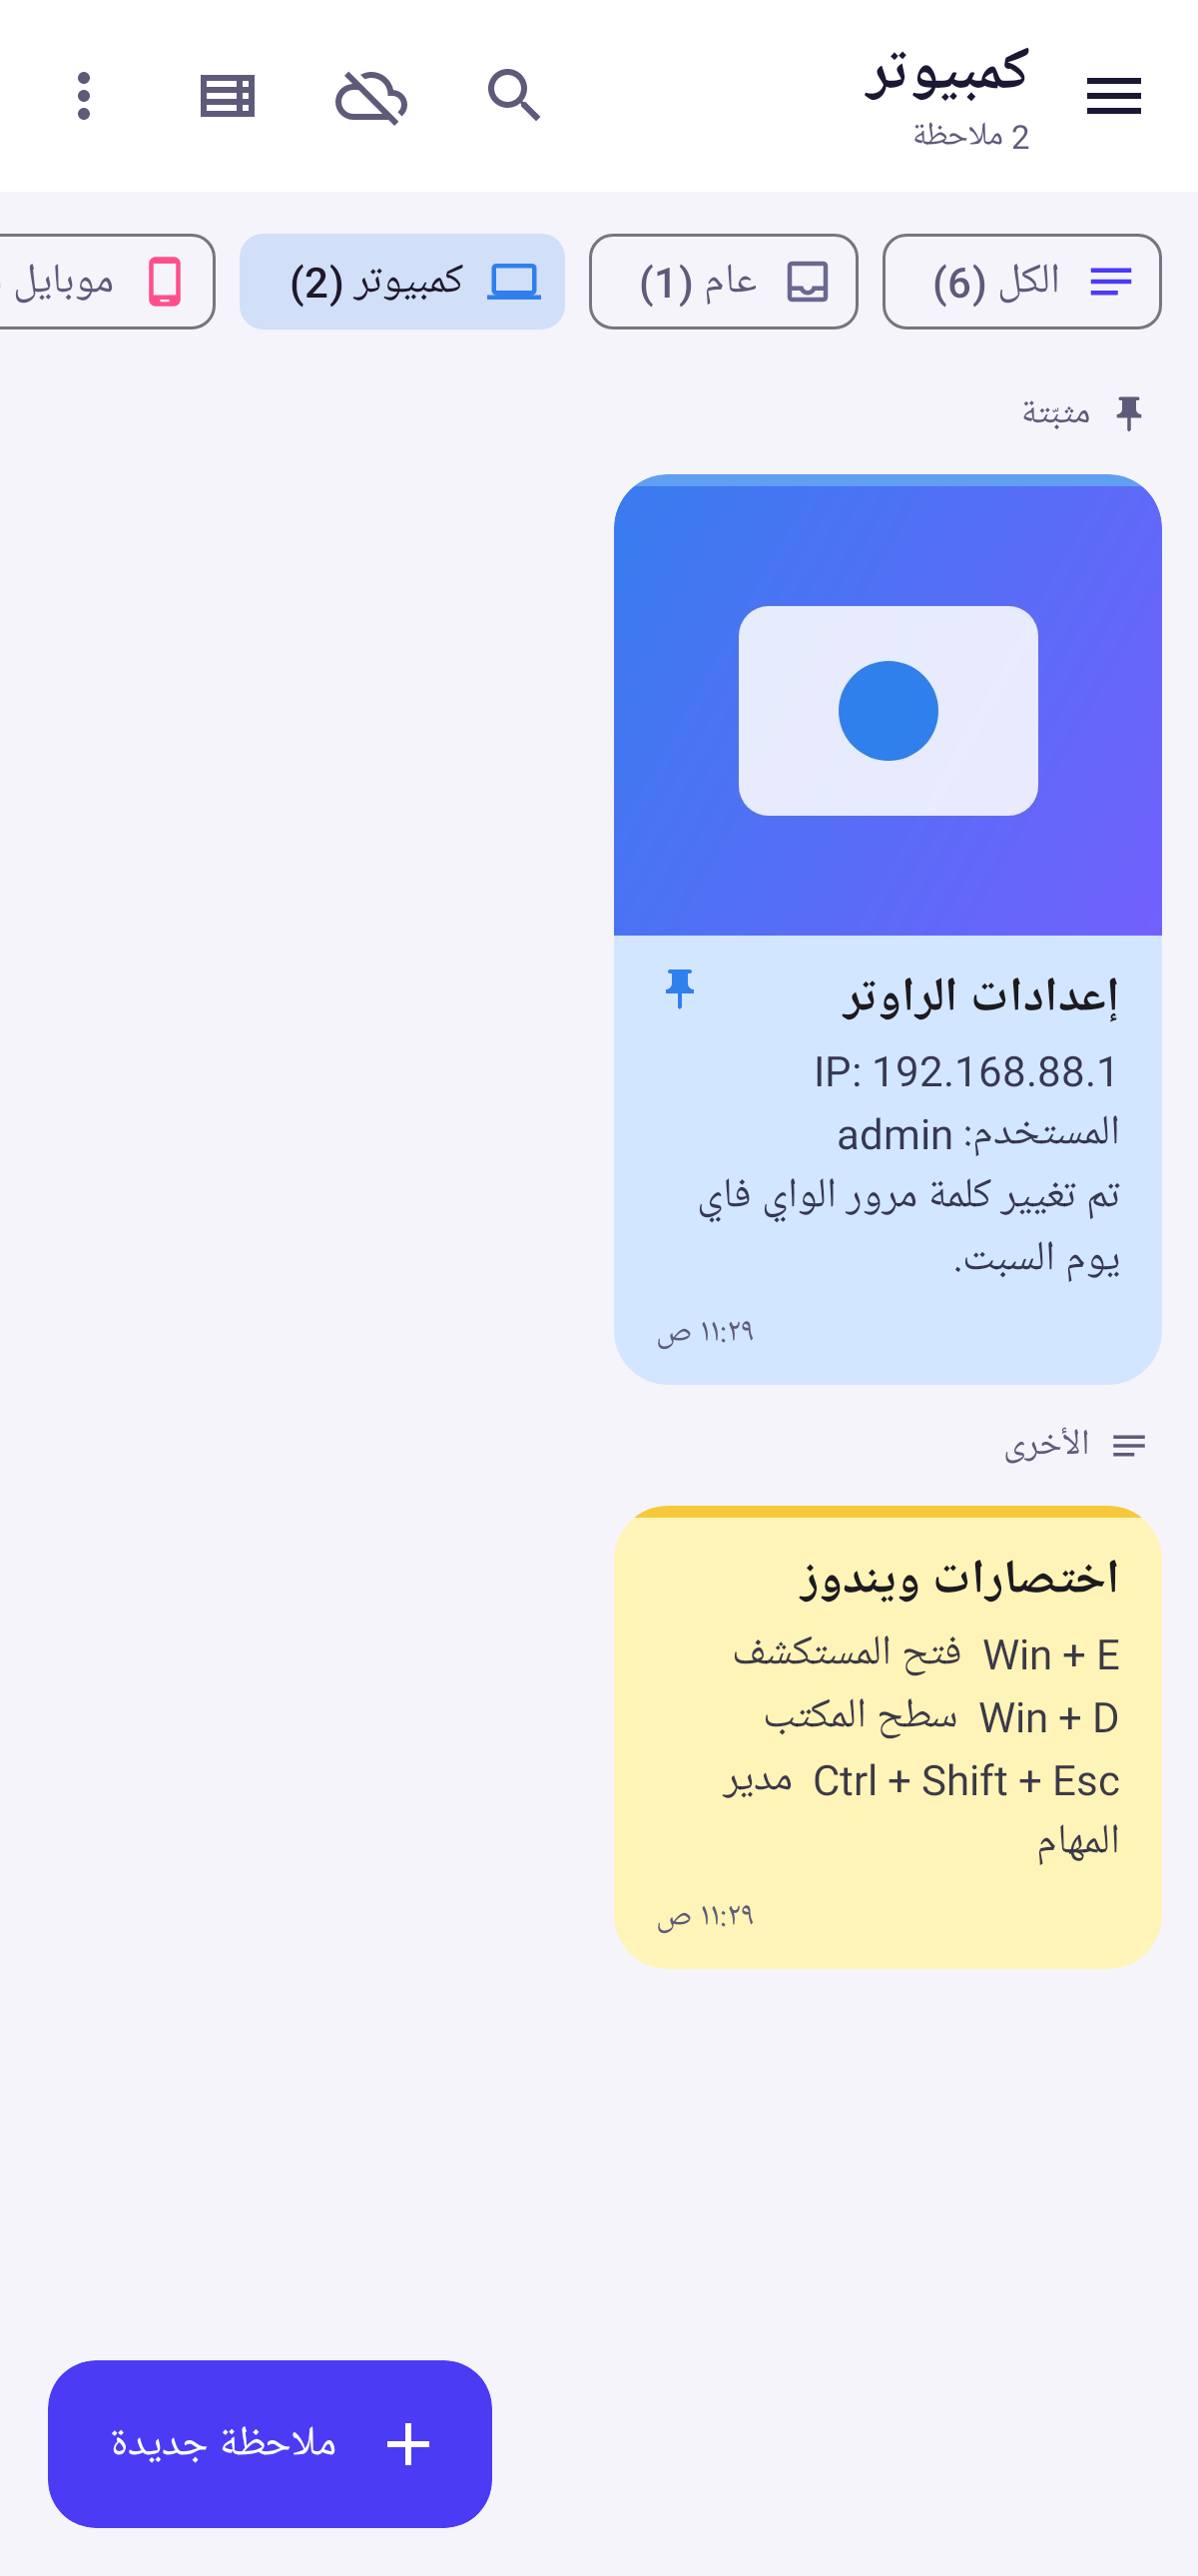 كمبيوتر
2 ملاحظة
الكل (6)
عام (1)
كمبيوتر (2)
موبايل
مثبّتة
إعدادات الراوتر
IP: 192.168.88.1
المستخدم: admin
تم تغيير كلمة مرور الواي فاي
يوم السبت.
١١:٢٩ ص
الأخرى
اختصارات ويندوز
Win + E  فتح المستكشف
Win + D  سطح المكتب
Ctrl + Shift + Esc  مدير
المهام
١١:٢٩ ص
ملاحظة جديدة